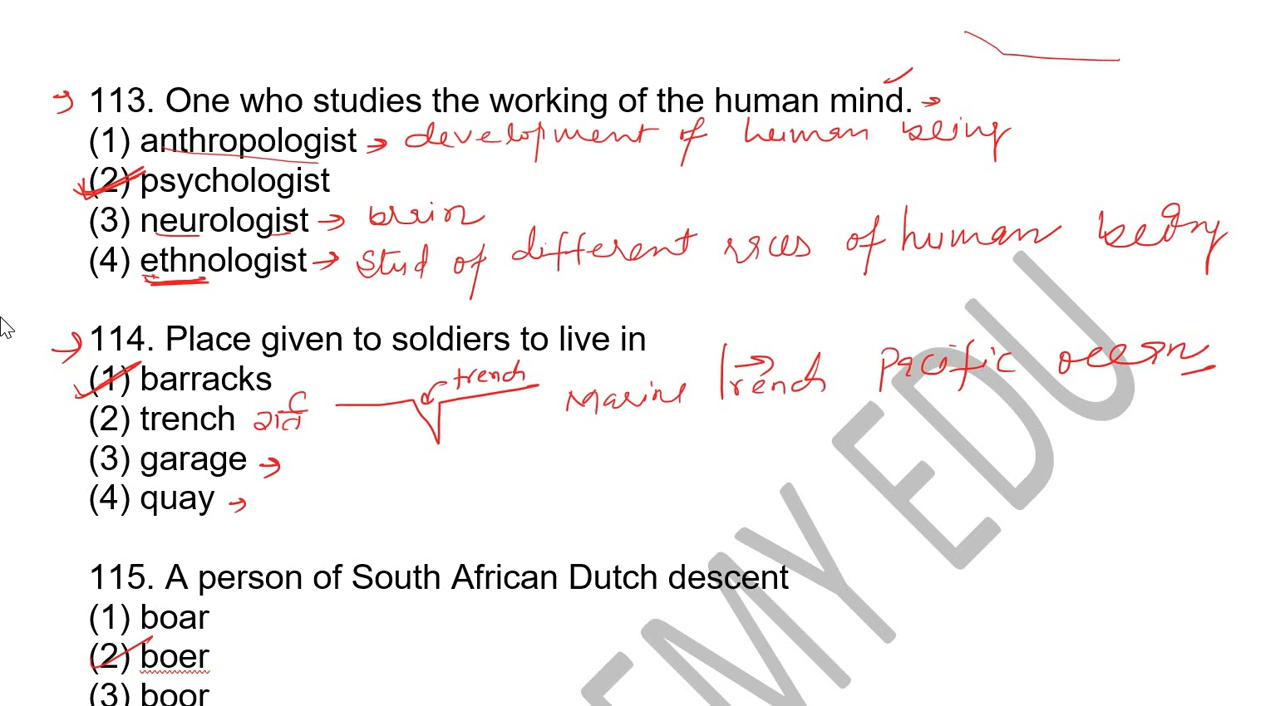 113. One who studies the working of the human mind.
(1) anthropologist → development of human being
(2) psychologist
(3) neurologist → brain
(4) ethnologist → stud of different races of human being
114. Place given to soldiers to live in
(1) barracks trench Marine trench Pacific ocean
(2) trench गर्त
(3) garage
(4) quay
115. A person of South African Dutch descent
(1) boar
(2) boer
(3) boor
EMY EDU